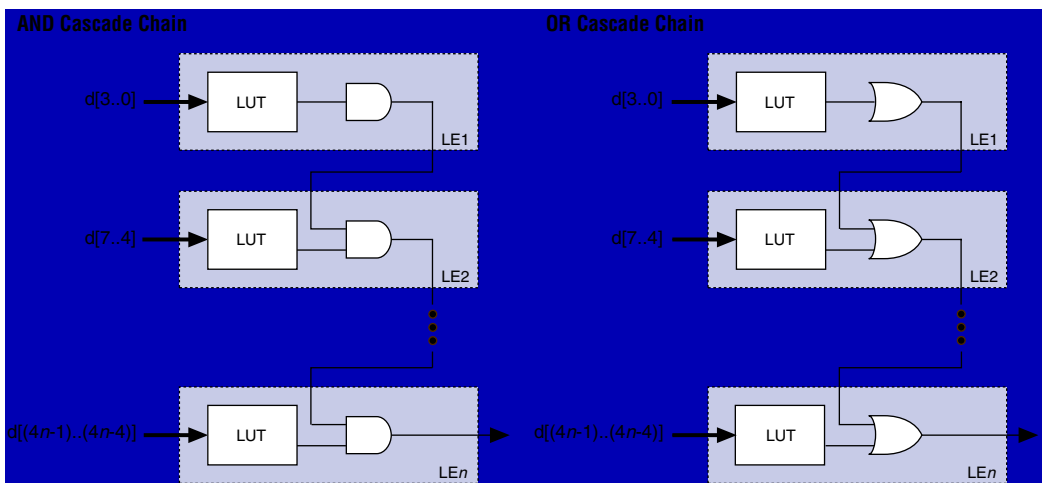 AND Cascade Chain
d[3..0]
LUT
LE1
d[7..4]
LUT
LE2
d[(4n-1)..(4n-4)]
LUT
LEn
OR Cascade Chain
d[3..0]
LUT
LE1
d[7..4]
LUT
LE2
d[(4n-1)..(4n-4)]
LUT
LEn